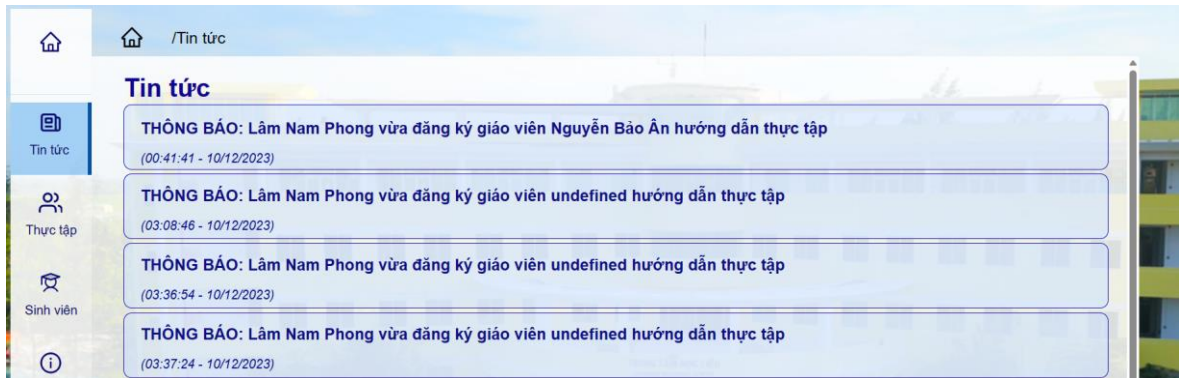 /Tin tức
Tin tức
Tin tức
Thực tập
Sinh viên
THÔNG BÁO: Lâm Nam Phong vừa đăng ký giáo viên Nguyễn Bảo Ân hướng dẫn thực tập
(00:41:41 - 10/12/2023)
THÔNG BÁO: Lâm Nam Phong vừa đăng ký giáo viên undefined hướng dẫn thực tập
(03:08:46 - 10/12/2023)
THÔNG BÁO: Lâm Nam Phong vừa đăng ký giáo viên undefined hướng dẫn thực tập
(03:36:54 - 10/12/2023)
THÔNG BÁO: Lâm Nam Phong vừa đăng ký giáo viên undefined hướng dẫn thực tập
(03:37:24 - 10/12/2023)